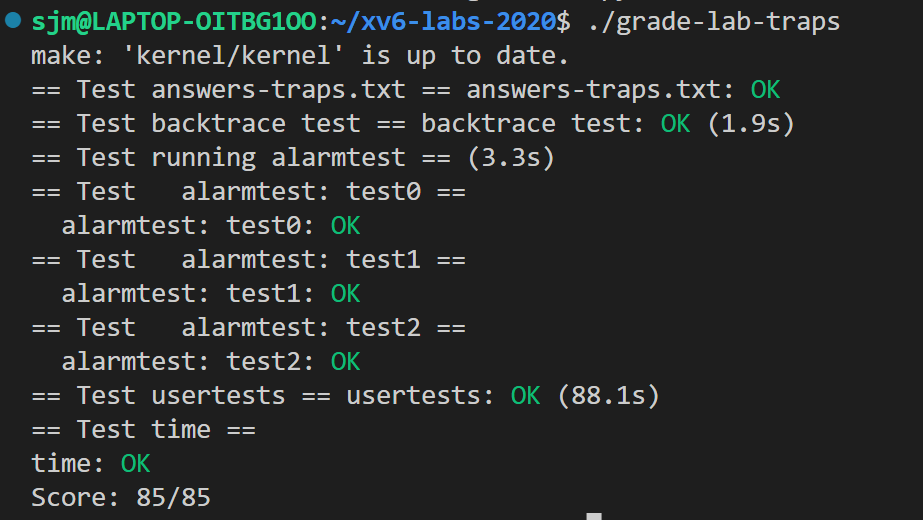 sjm@LAPTOP-OITBG1OO:~/xv6-labs-2020$ ./grade-lab-traps
make: 'kernel/kernel' is up to date.
== Test answers-traps.txt == answers-traps.txt: OK
== Test backtrace test == backtrace test: OK (1.9s)
== Test running alarmtest == (3.3s)
== Test   alarmtest: test0 ==
  alarmtest: test0: OK
== Test   alarmtest: test1 ==
  alarmtest: test1: OK
== Test   alarmtest: test2 ==
  alarmtest: test2: OK
== Test usertests == usertests: OK (88.1s)
== Test time ==
time: OK
Score: 85/85